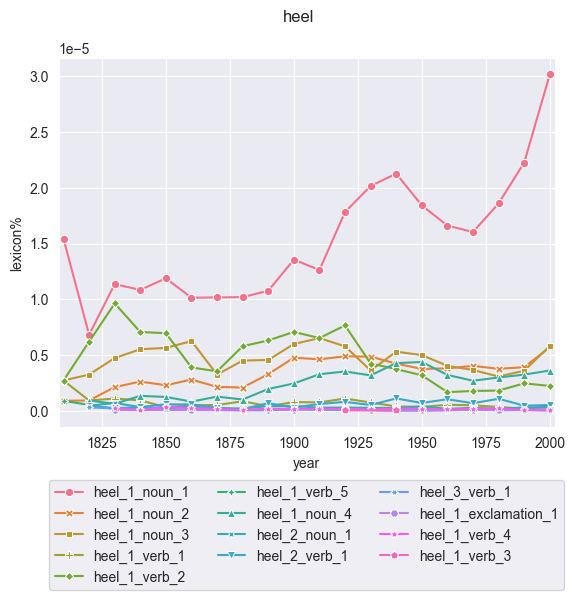 heel
1e−5
3.0
2.5
2.0
1.5
1.0
0.5
0.0
lexicon%
1825 1850 1875 1900 1925 1950 1975 2000
year
heel_1_noun_1 heel_1_verb_5 heel_3_verb_1
heel_1_noun_2 heel_1_noun_4 heel_1_exclamation_1
heel_1_noun_3 heel_2_noun_1 heel_1_verb_4
heel_1_verb_1 heel_2_verb_1 heel_1_verb_3
heel_1_verb_2